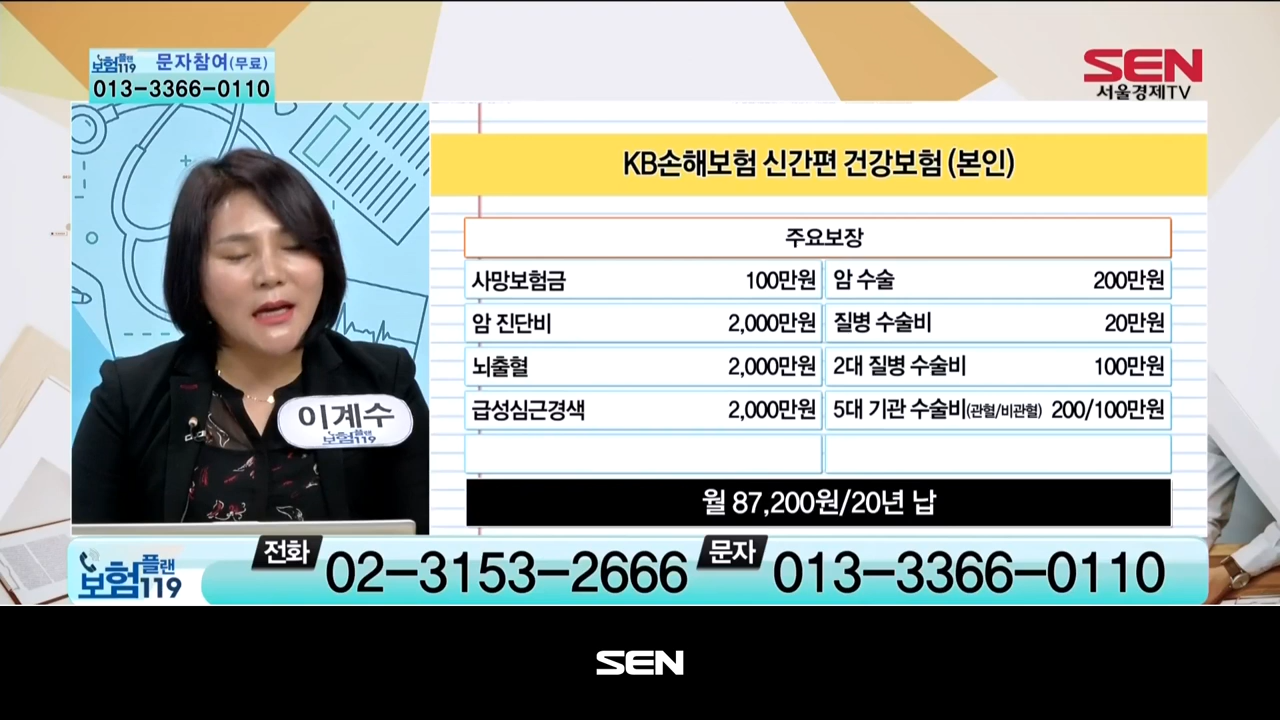 보험플랜119 문자참여(무료)
013-3366-0110
SEN
서울경제TV
KB손해보험 신간편 건강보험 (본인)
주요보장
사망보험금 100만원 암 수술 200만원
암 진단비 2,000만원 질병 수술비 20만원
뇌출혈 2,000만원 2대 질병 수술비 100만원
급성심근경색 2,000만원 5대 기관 수술비(관혈/비관혈) 200/100만원
이계수
보험플랜119
월 87,200원/20년 납
보험플랜119 전화 02-3153-2666 문자 013-3366-0110
SEN